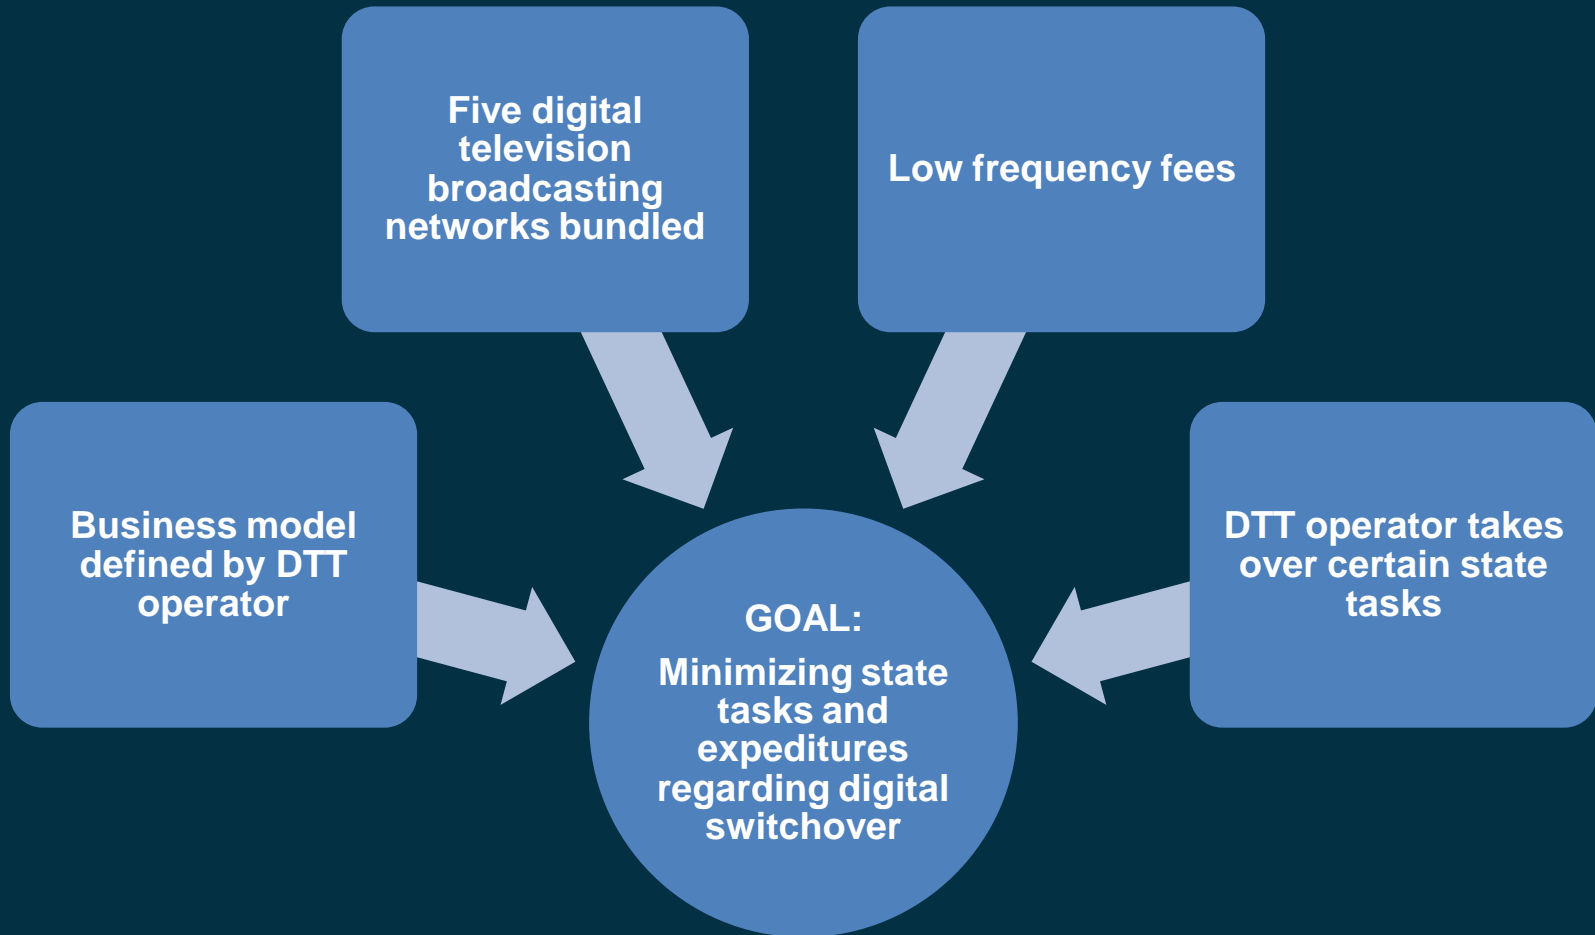 Five digital
television
broadcasting
networks bundled
Low frequency fees
Business model
defined by DTT
operator
DTT operator takes
over certain state
tasks
GOAL:
Minimizing state
tasks and
expeditures
regarding digital
switchover